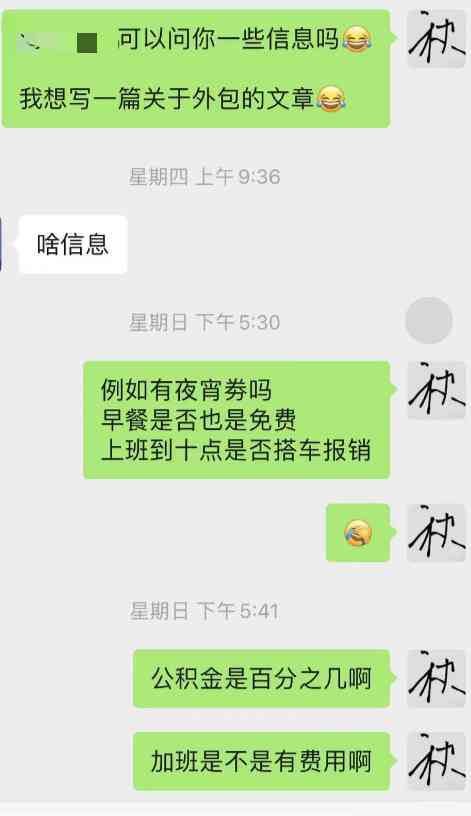 可以问你一些信息吗😂
我想写一篇关于外包的文章😂
星期四 上午 9:36
啥信息
星期日 下午 5:30
例如有夜宵券吗
早餐是否也是免费
上班到十点是否搭车报销
星期日 下午 5:41
公积金是百分之几啊
加班是不是有费用啊